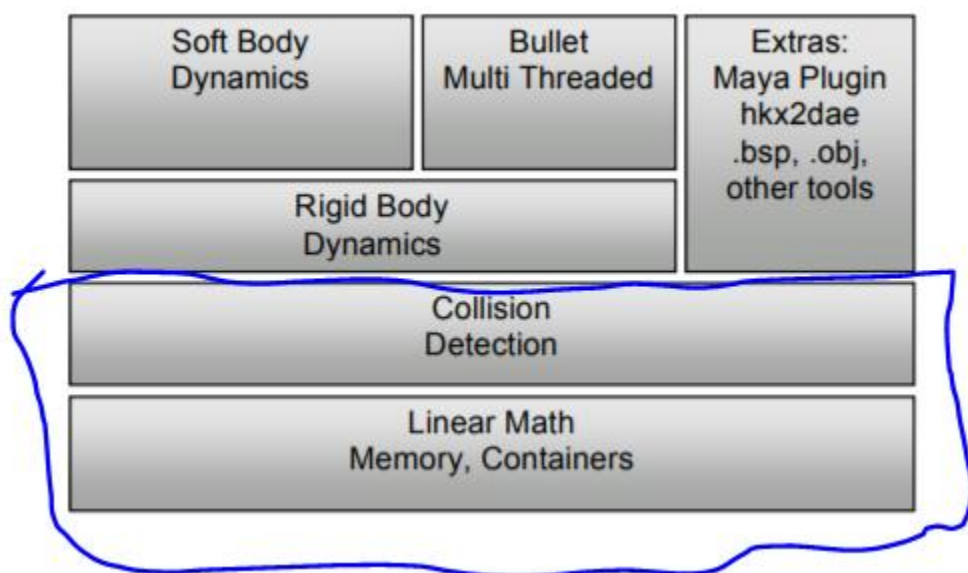 Soft Body
Dynamics
Bullet
Multi Threaded
Extras:
Maya Plugin
hkx2dae
.bsp, .obj,
other tools
Rigid Body
Dynamics
Collision
Detection
Linear Math
Memory, Containers